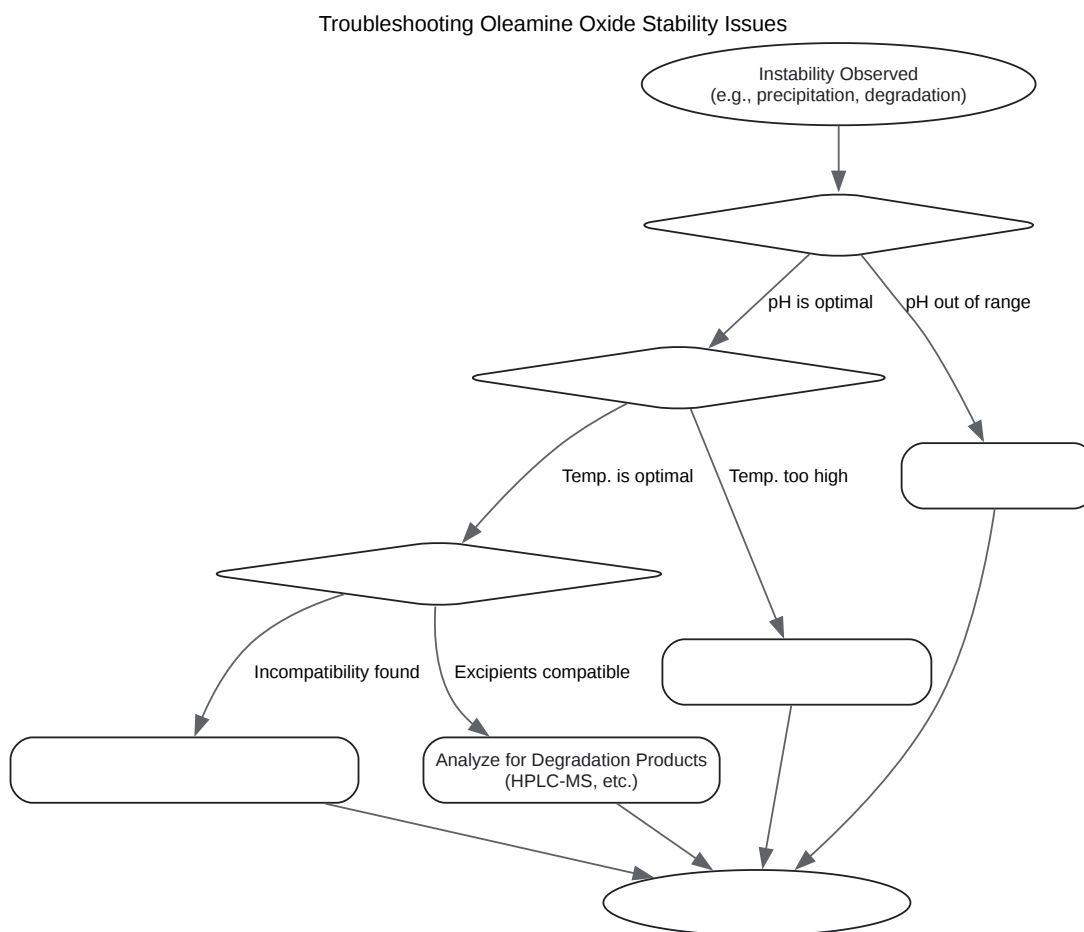 Troubleshooting Oleamine Oxide Stability Issues
Instability Observed
(e.g., precipitation, degradation)
pH is optimal
pH out of range
Temp. is optimal
Temp. too high
Incompatibility found
Excipients compatible
Analyze for Degradation Products
(HPLC-MS, etc.)